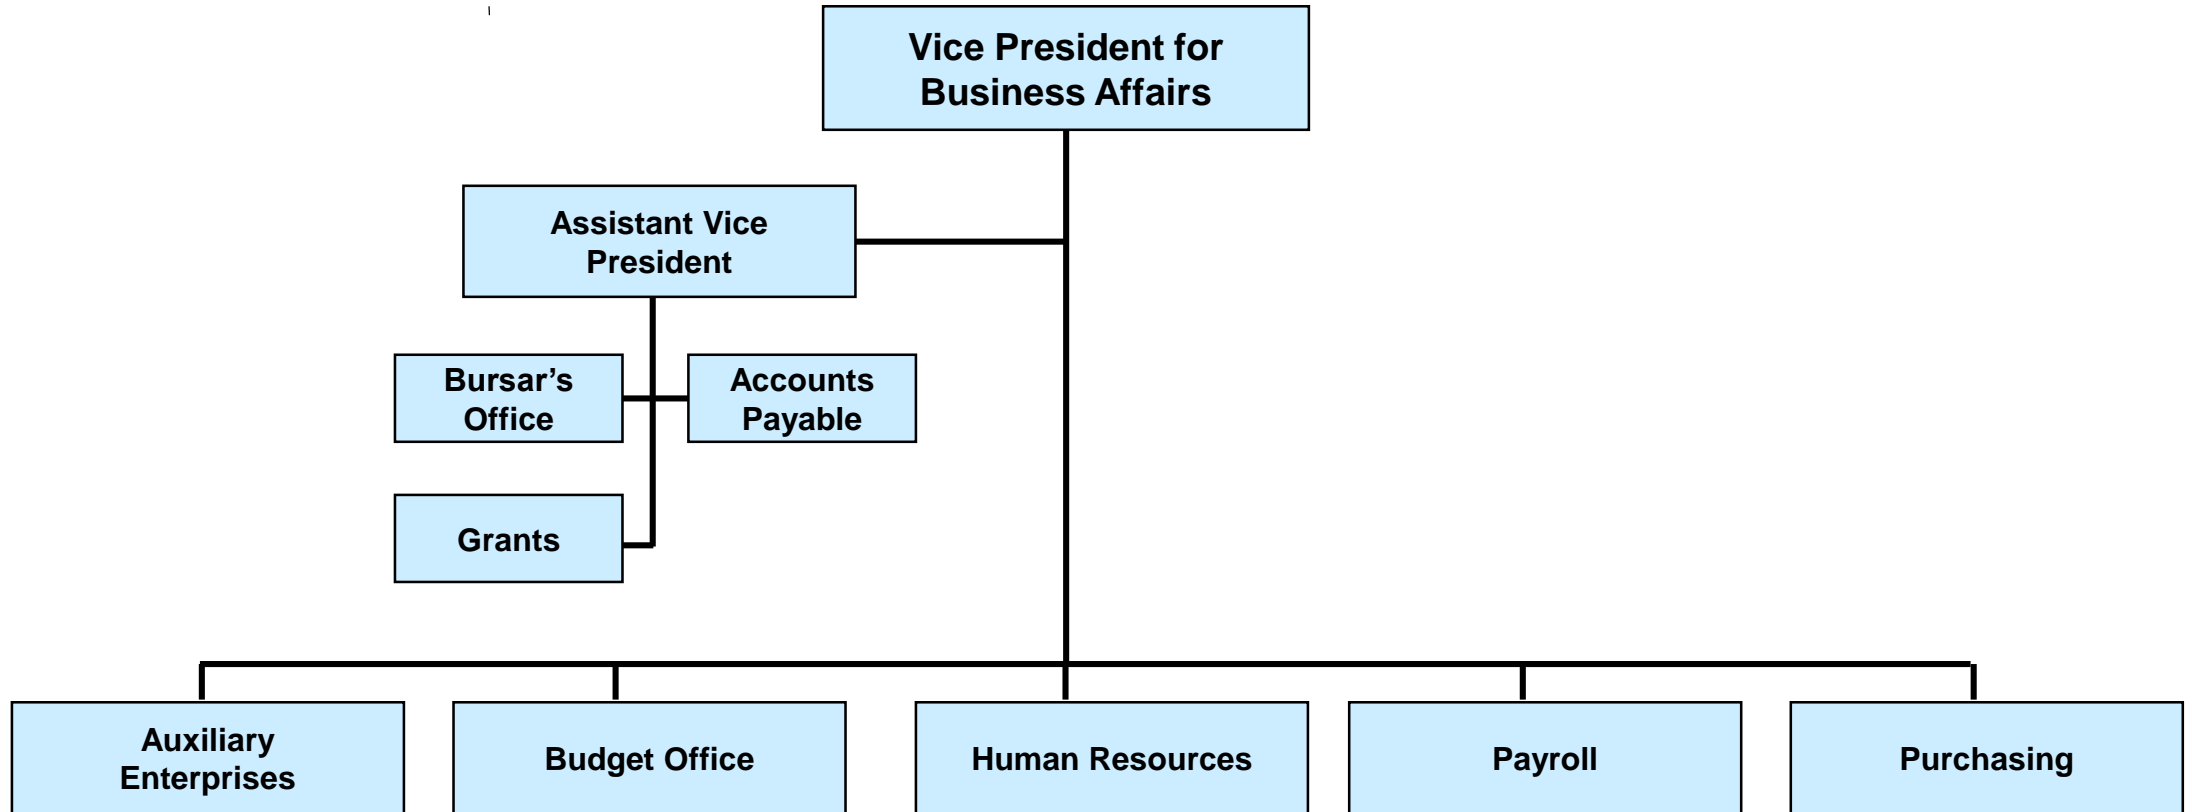 Vice President for
Business Affairs
Assistant Vice
President
Bursar’s
Office
Accounts
Payable
Grants
Auxiliary
Enterprises
Budget Office
Human Resources
Payroll
Purchasing